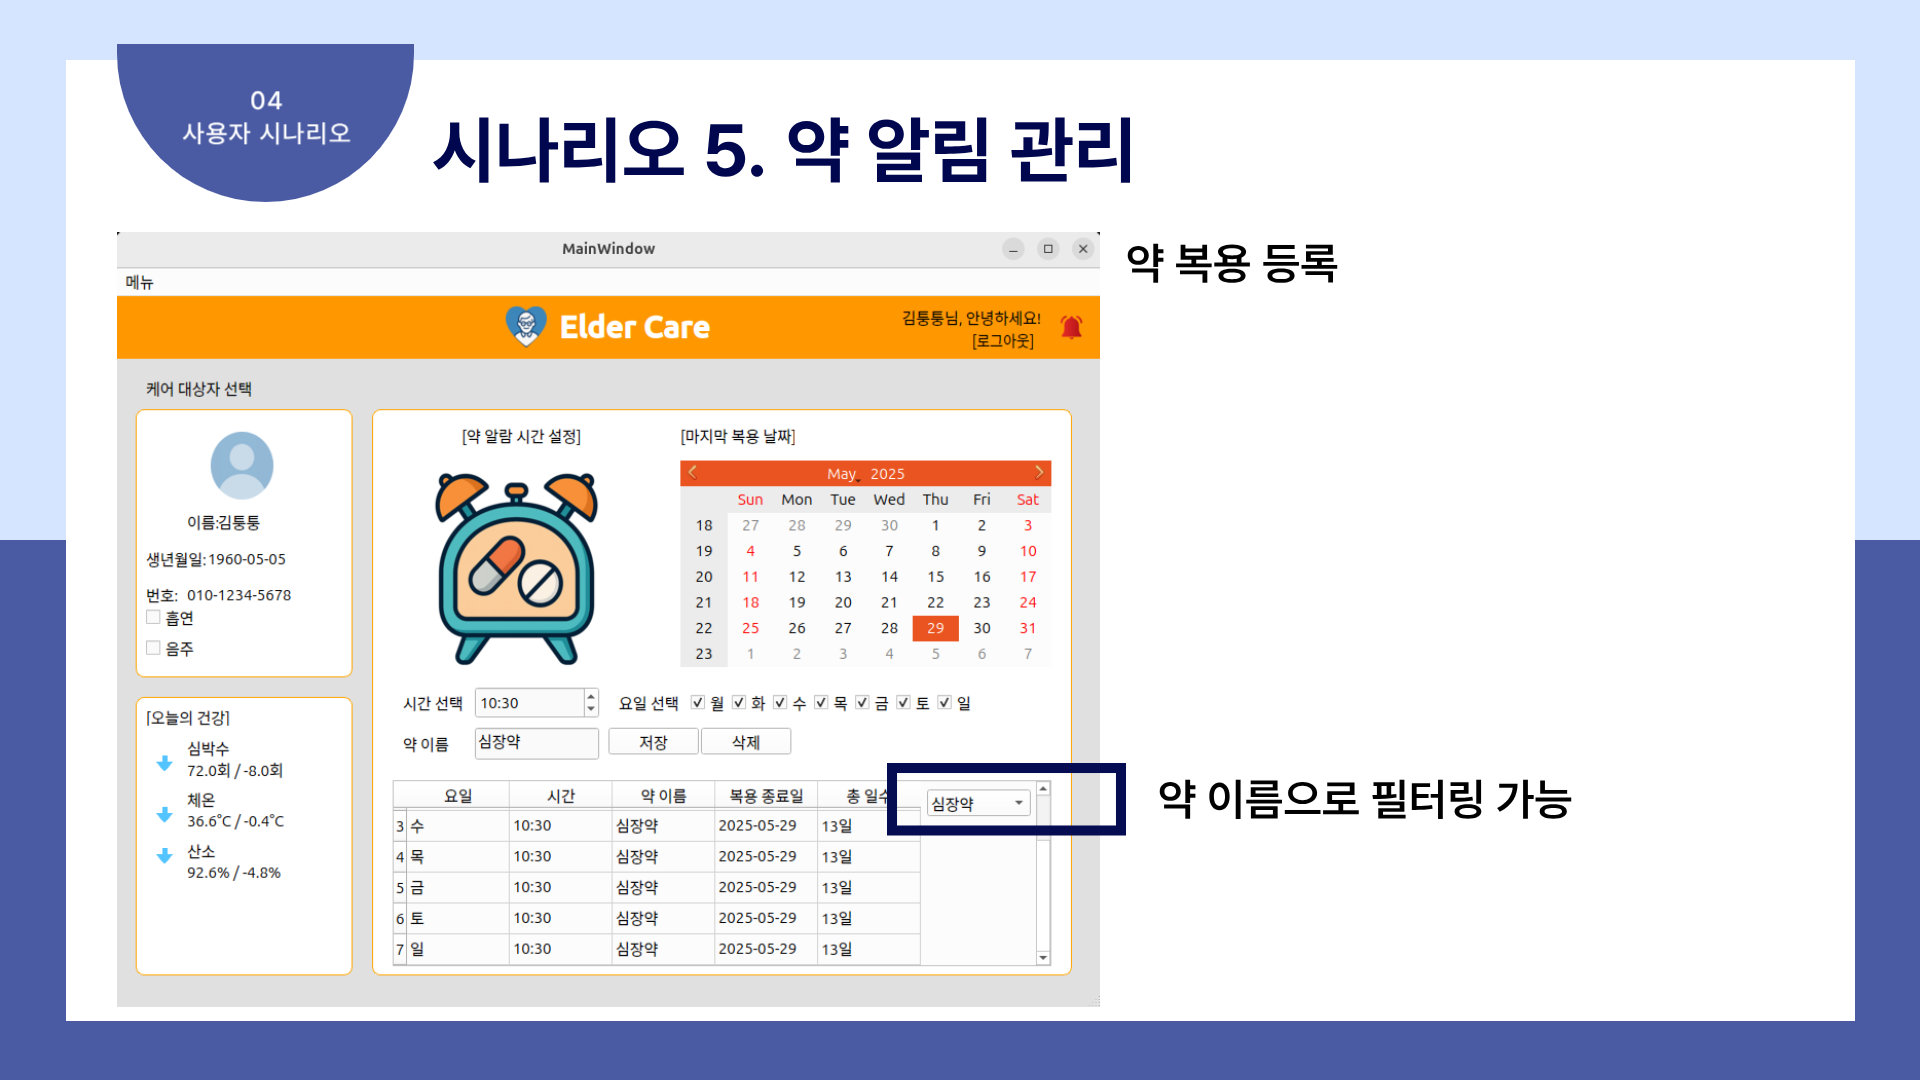 04
사용자 시나리오
시나리오 5. 약 알림 관리
MainWindow
메뉴
Elder Care
김퉁퉁님, 안녕하세요!
[로그아웃]
케어 대상자 선택
이름:김퉁퉁
생년월일:1960-05-05
번호: 010-1234-5678
흡연
음주
[오늘의 건강]
심박수
72.0회 / -8.0회
체온
36.6°C / -0.4°C
산소
92.6% / -4.8%
[약 알람 시간 설정]
[마지막 복용 날짜]
May 2025
Sun Mon Tue Wed Thu Fri Sat
18 27 28 29 30 1 2 3
19 4 5 6 7 8 9 10
20 11 12 13 14 15 16 17
21 18 19 20 21 22 23 24
22 25 26 27 28 29 30 31
23 1 2 3 4 5 6 7
시간 선택 10:30 요일 선택 월 화 수 목 금 토 일
약 이름 심장약 저장 삭제
요일 시간 약 이름 복용 종료일 총 일수 심장약
3 수 10:30 심장약 2025-05-29 13일
4 목 10:30 심장약 2025-05-29 13일
5 금 10:30 심장약 2025-05-29 13일
6 토 10:30 심장약 2025-05-29 13일
7 일 10:30 심장약 2025-05-29 13일
약 복용 등록
약 이름으로 필터링 가능